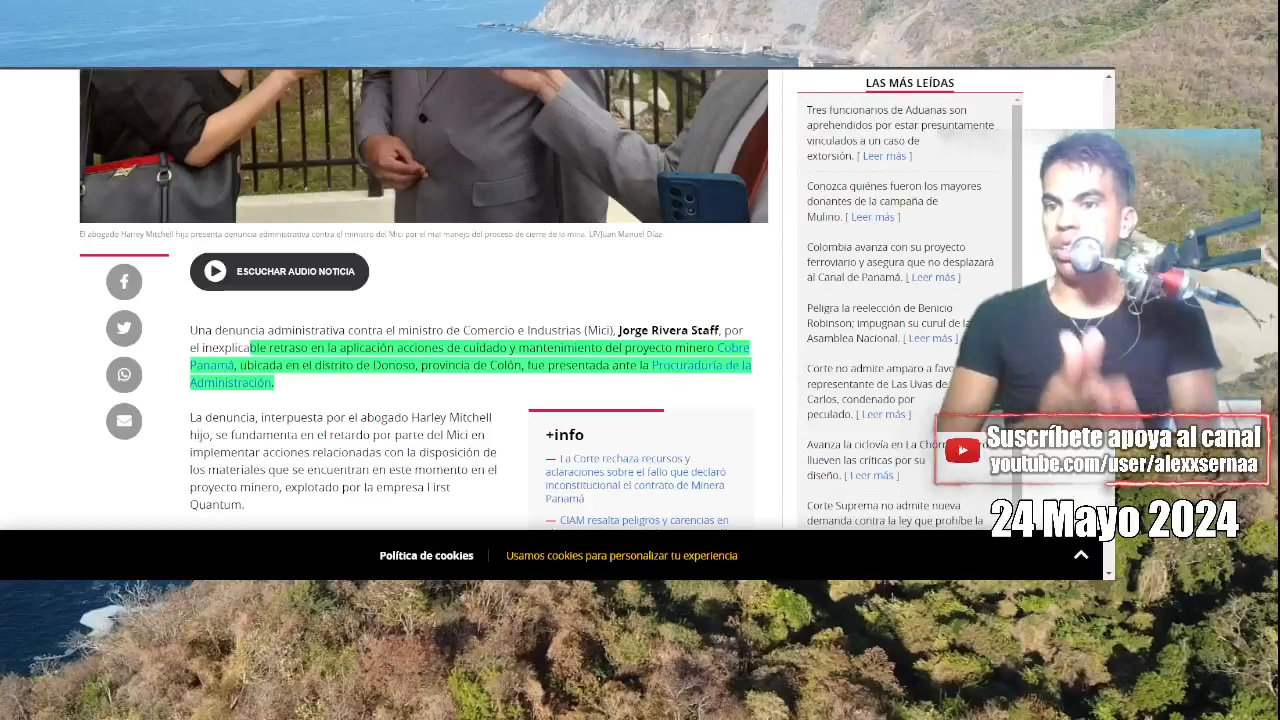 El abogado Harley Mitchell hijo presenta denuncia administrativa contra el ministro del Mici por el mal manejo del proceso de cierre de la mina. LP/Juan Manuel Díaz
ESCUCHAR AUDIO NOTICIA
Una denuncia administrativa contra el ministro de Comercio e Industrias (Mici), Jorge Rivera Staff, por
el inexplicable retraso en la aplicación acciones de cuidado y mantenimiento del proyecto minero Cobre
Panamá, ubicada en el distrito de Donoso, provincia de Colón, fue presentada ante la Procuraduría de la
Administración.
La denuncia, interpuesta por el abogado Harley Mitchell
hijo, se fundamenta en el retardo por parte del Mici en
implementar acciones relacionadas con la disposición
de los materiales que se encuentran en este momento en el
proyecto minero, explotado por la empresa First
Quantum.
+info
— La Corte rechaza recursos y
aclaraciones sobre el fallo que declaró
inconstitucional el contrato de Minera
Panamá
— CIAM resalta peligros y carencias en
LAS MÁS LEÍDAS
Tres funcionarios de Aduanas son
aprehendidos por estar presuntamente
vinculados a un caso de
extorsión. [ Leer más ]
Conozca quiénes fueron los mayores
donantes de la campaña de
Mulino. [ Leer más ]
Colombia avanza con su proyecto
ferroviario y asegura que no desplazará
al Canal de Panamá. [ Leer más ]
Peligra la reelección de Benicio
Robinson; impugnan su curul de la
Asamblea Nacional. [ Leer más ]
Corte no admite amparo a favo
representante de Las Uvas de
Carlos, condenado por
peculado. [ Leer más ]
Avanza la ciclovía en La Chorr
llueven las críticas por su
diseño. [ Leer más ]
Corte Suprema no admite nueva
demanda contra la ley que prohíbe la
Suscríbete apoya al canal
youtube.com/user/alexxsernaa
24 Mayo 2024
Política de cookies
Usamos cookies para personalizar tu experiencia